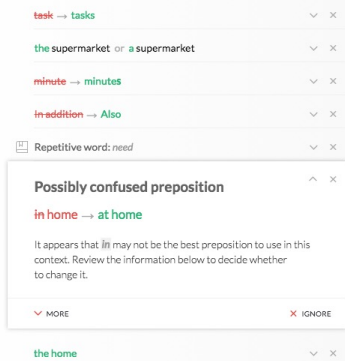 task → tasks
the supermarket or a supermarket
minute → minutes
In addition → Also
Repetitive word: need
Possibly confused preposition
in home → at home
It appears that in may not be the best preposition to use in this
context. Review the information below to decide whether
to change it.
MORE
IGNORE
the home